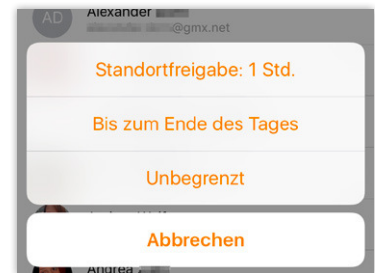 AD
Alexander
@gmx.net
Standortfreigabe: 1 Std.
Bis zum Ende des Tages
Unbegrenzt
Abbrechen
Andrea